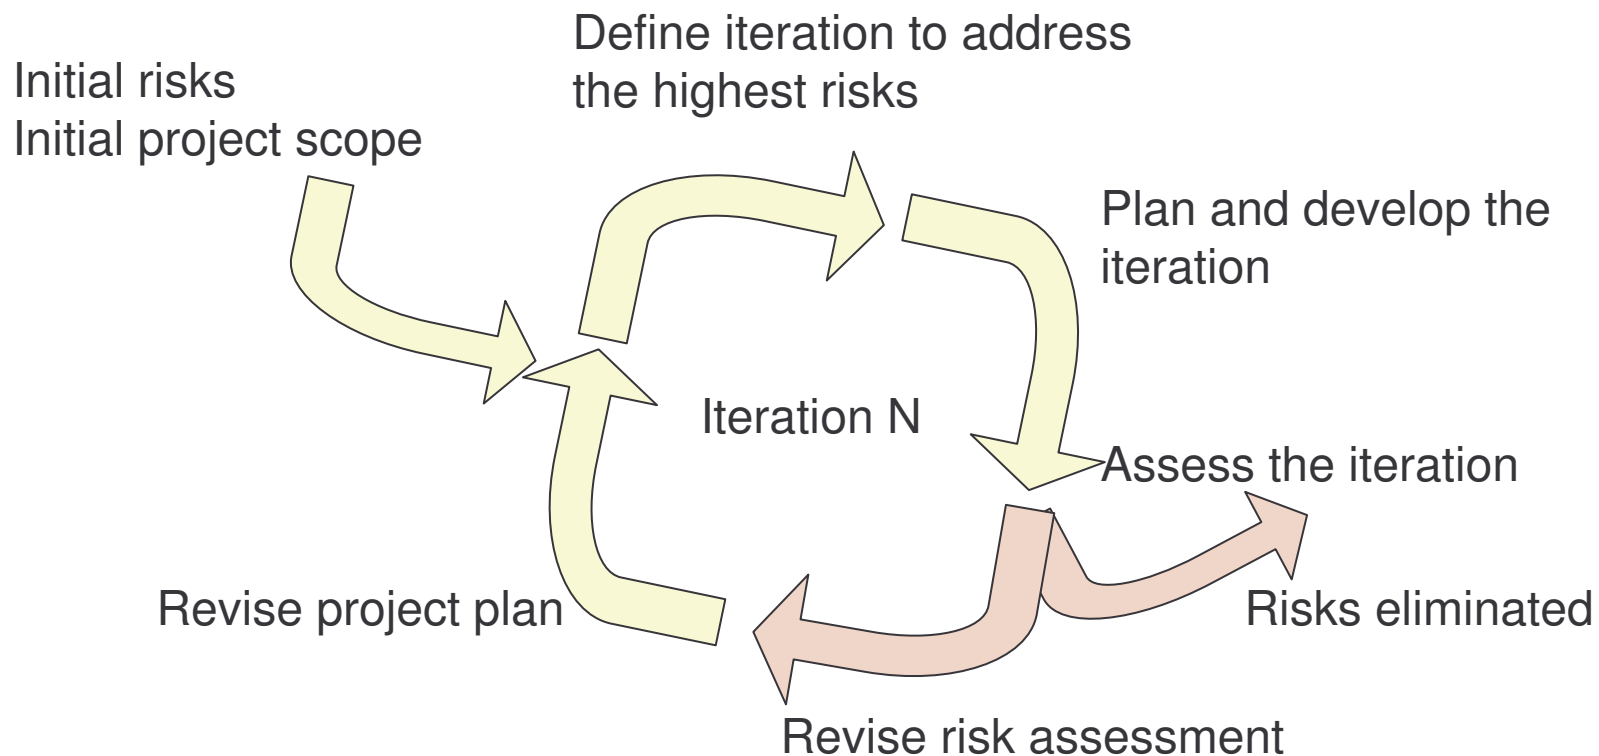 Define iteration to address
the highest risks
Initial risks
Initial project scope
Plan and develop the
iteration
Iteration N
Assess the iteration
Risks eliminated
Revise project plan
Revise risk assessment